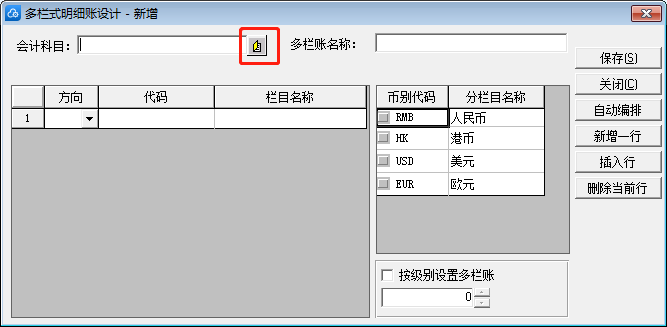 多栏式明细账设计 - 新增
会计科目:
多栏账名称:
保存(S)
关闭(C)
自动编排
新增一行
插入行
删除当前行
方向 代码 栏目名称
1
币别代码 分栏目名称
RMB 人民币
HK 港币
USD 美元
EUR 欧元
按级别设置多栏账
0